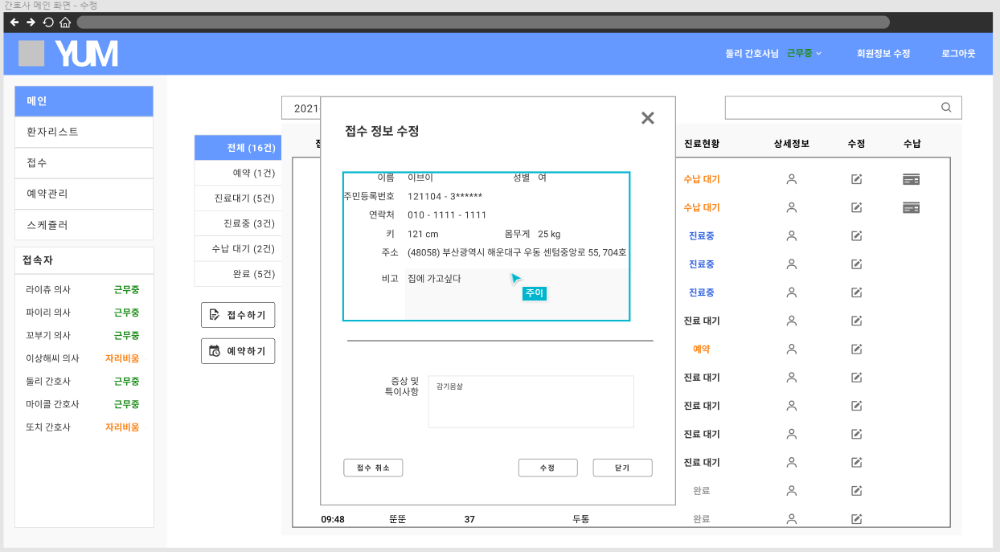 간호사 메인 화면 - 수정
YUM
둘리 간호사님 근무중 회원정보 수정 로그아웃
메인
환자리스트
접수
예약관리
스케쥴러
접속자
라이츄 의사 근무중
파이리 의사 근무중
꼬부기 의사 근무중
이상해씨 의사 자리비움
둘리 간호사 근무중
마이콜 간호사 근무중
또치 간호사 자리비움
2021
전체 (16건)
예약 (1건)
진료대기 (5건)
진료중 (3건)
수납 대기 (2건)
완료 (5건)
접수하기
예약하기
접수 정보 수정
이름 이브이 성별 여
주민등록번호 121104 - 3******
연락처 010 - 1111 - 1111
키 121 cm 몸무게 25 kg
주소 (48058) 부산광역시 해운대구 우동 센텀중앙로 55, 704호
비고 집에 가고싶다
주이
증상 및
특이사항
감기몸살
접수 취소 수정 닫기
진료현황 상세정보 수정 수납
수납 대기
수납 대기
진료중
진료중
진료중
진료 대기
예약
진료 대기
진료 대기
진료 대기
진료 대기
완료
09:48 뚠뚠 37 두통 완료